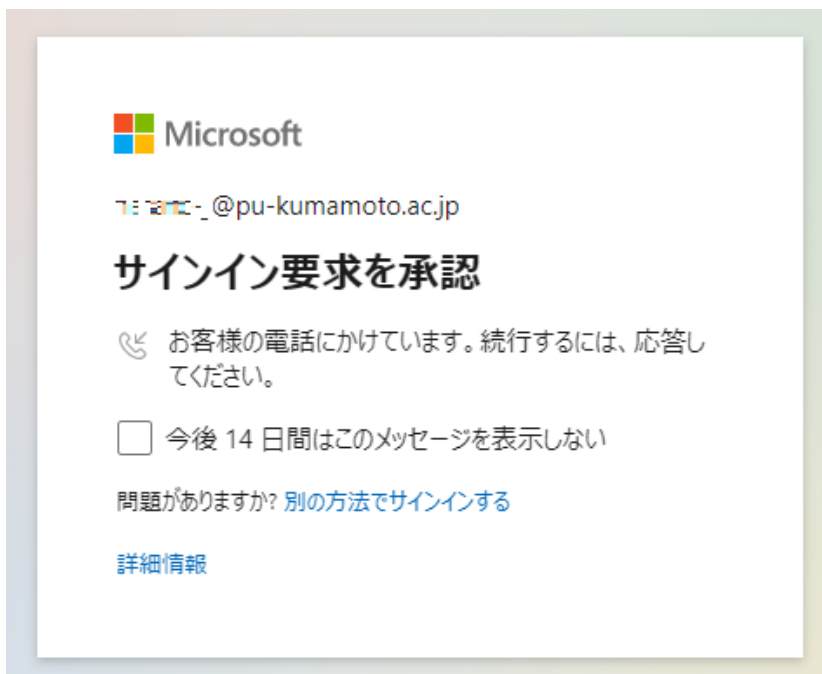 Microsoft
@pu-kumamoto.ac.jp
サインイン要求を承認
お客様の電話にかけています。続行するには、応答し
てください。
今後 14 日間はこのメッセージを表示しない
問題がありますか? 別の方法でサインインする
詳細情報